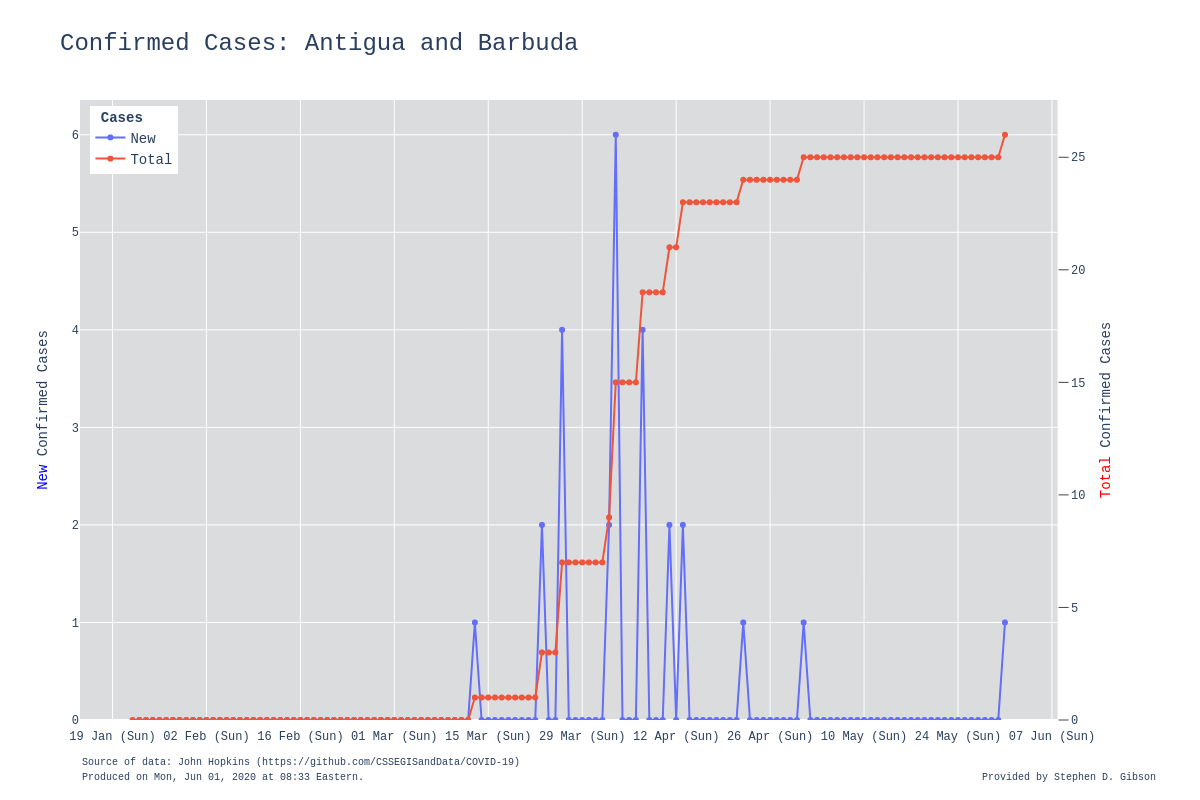 Confirmed Cases: Antigua and Barbuda
Cases
New
Total
6
5
4
3
2
1
0
25
20
15
10
5
0
New Confirmed Cases
Total Confirmed Cases
19 Jan (Sun) 02 Feb (Sun) 16 Feb (Sun) 01 Mar (Sun) 15 Mar (Sun) 29 Mar (Sun) 12 Apr (Sun) 26 Apr (Sun) 10 May (Sun) 24 May (Sun) 07 Jun (Sun)
Source of data: John Hopkins (https://github.com/CSSEGISandData/COVID-19)
Produced on Mon, Jun 01, 2020 at 08:33 Eastern.
Provided by Stephen D. Gibson